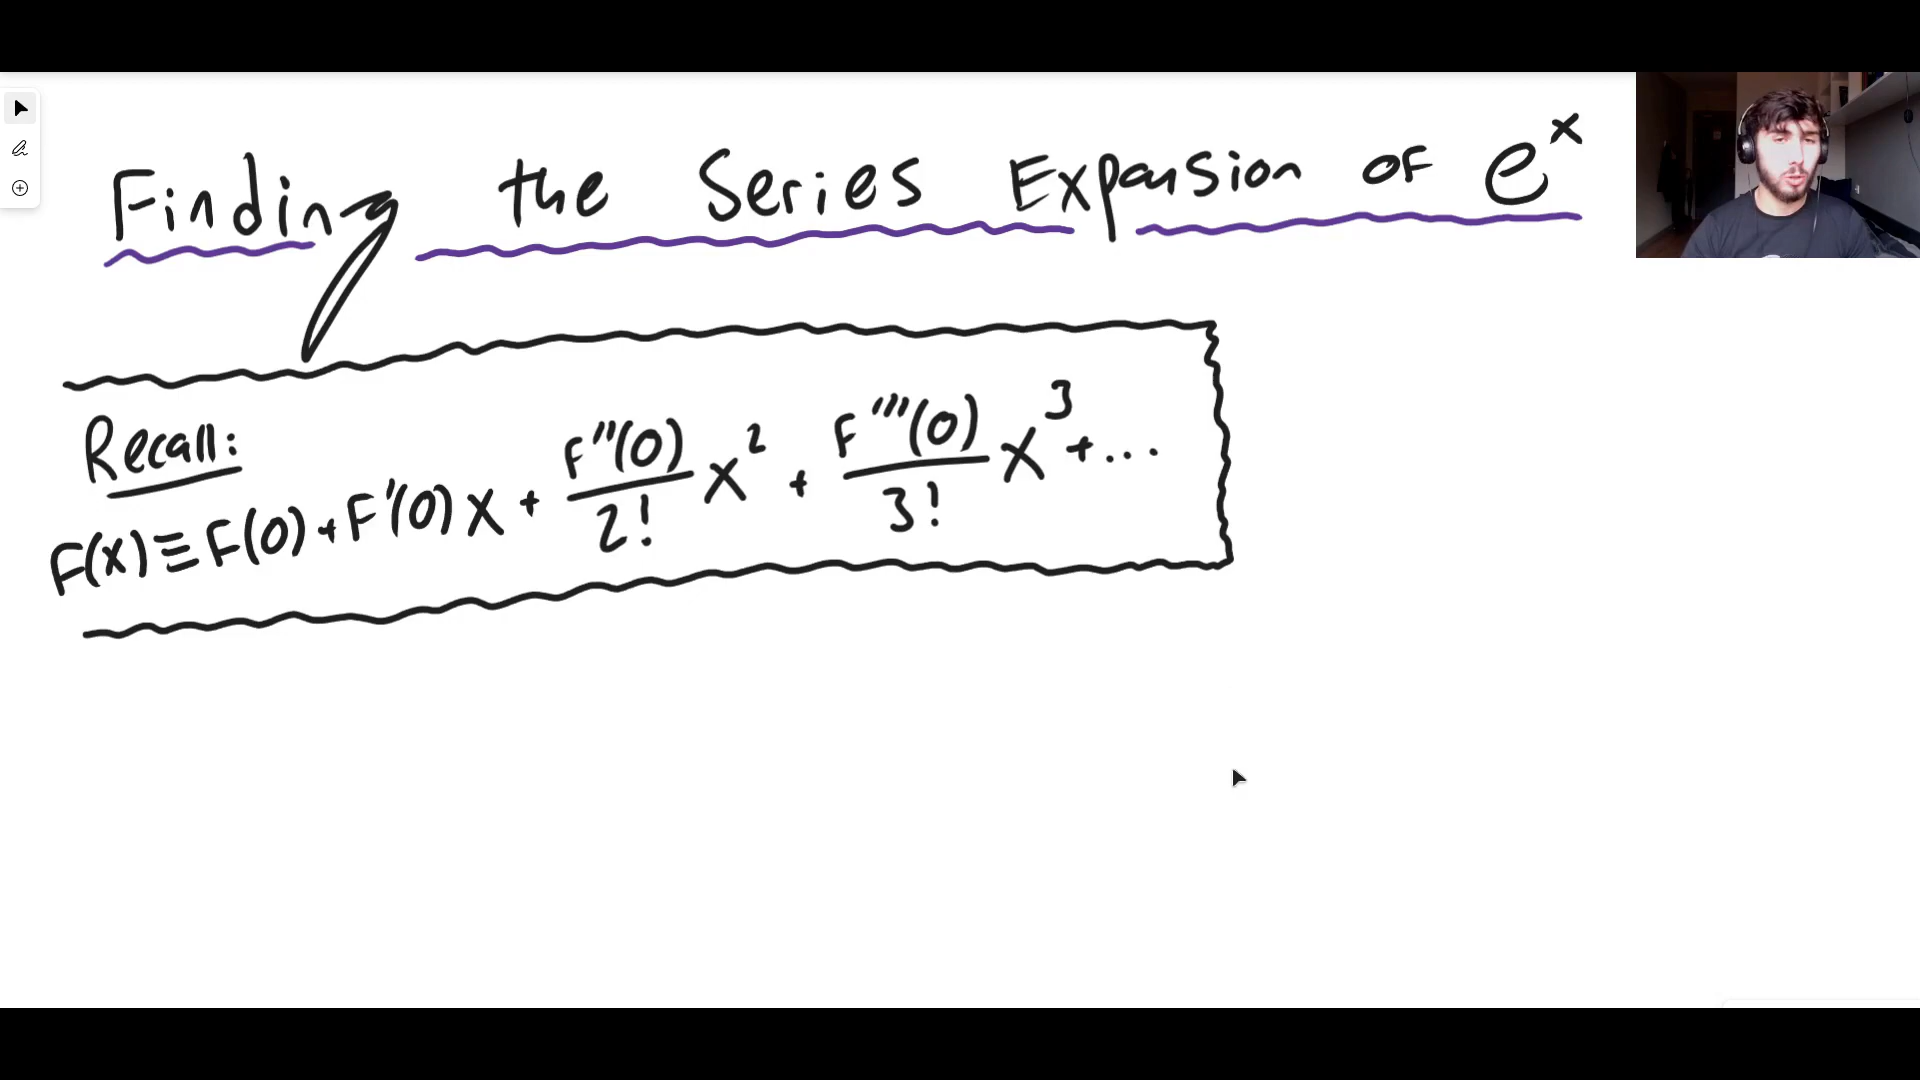 Finding the Series Expansion of e^x
Recall:
F(x) ≡ F(0) + F'(0) x + F''(0)/2! x^2 + F'''(0)/3! x^3 + ...